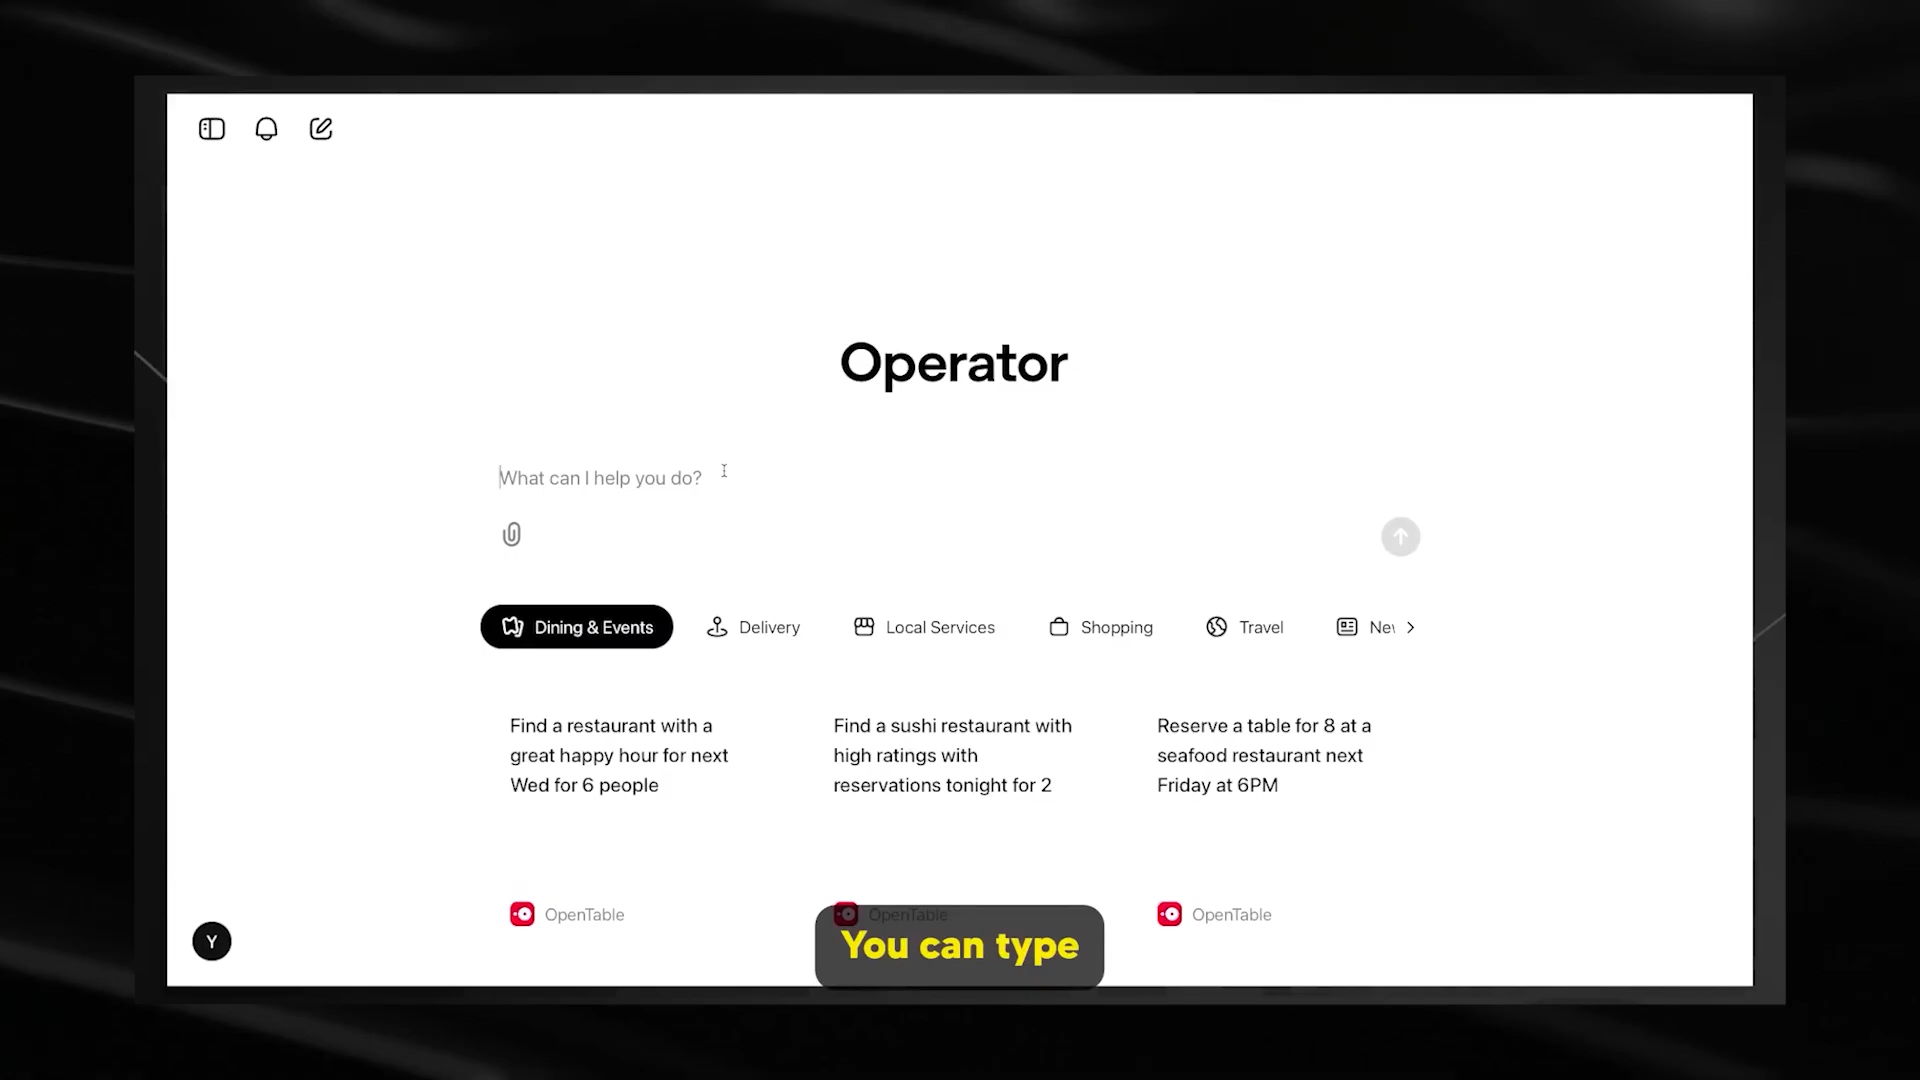 Operator
What can I help you do?
Dining & Events
Delivery
Local Services
Shopping
Travel
Nev
Find a restaurant with a
great happy hour for next
Wed for 6 people
Find a sushi restaurant with
high ratings with
reservations tonight for 2
Reserve a table for 8 at a
seafood restaurant next
Friday at 6PM
OpenTable
OpenTable
OpenTable
Y
You can type